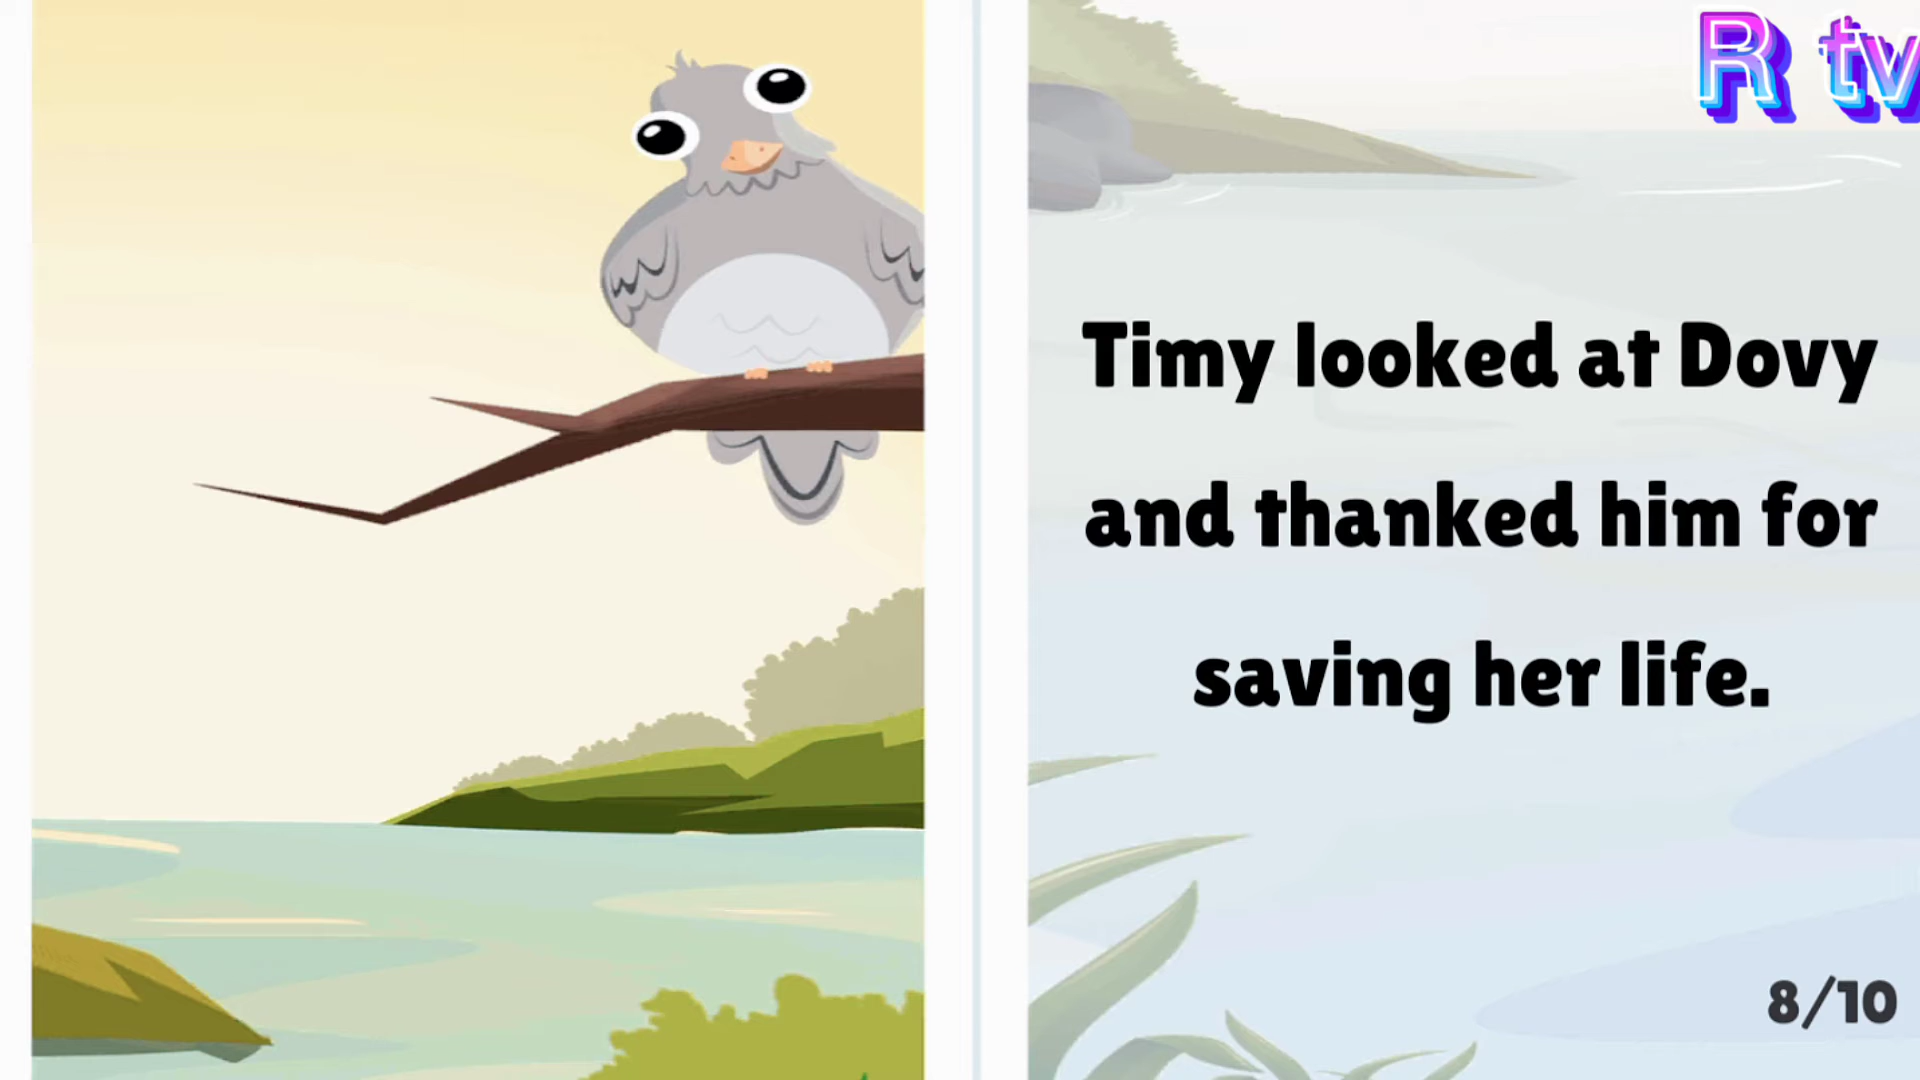 R tv
Timy looked at Dovy
and thanked him for
saving her life.
8/10